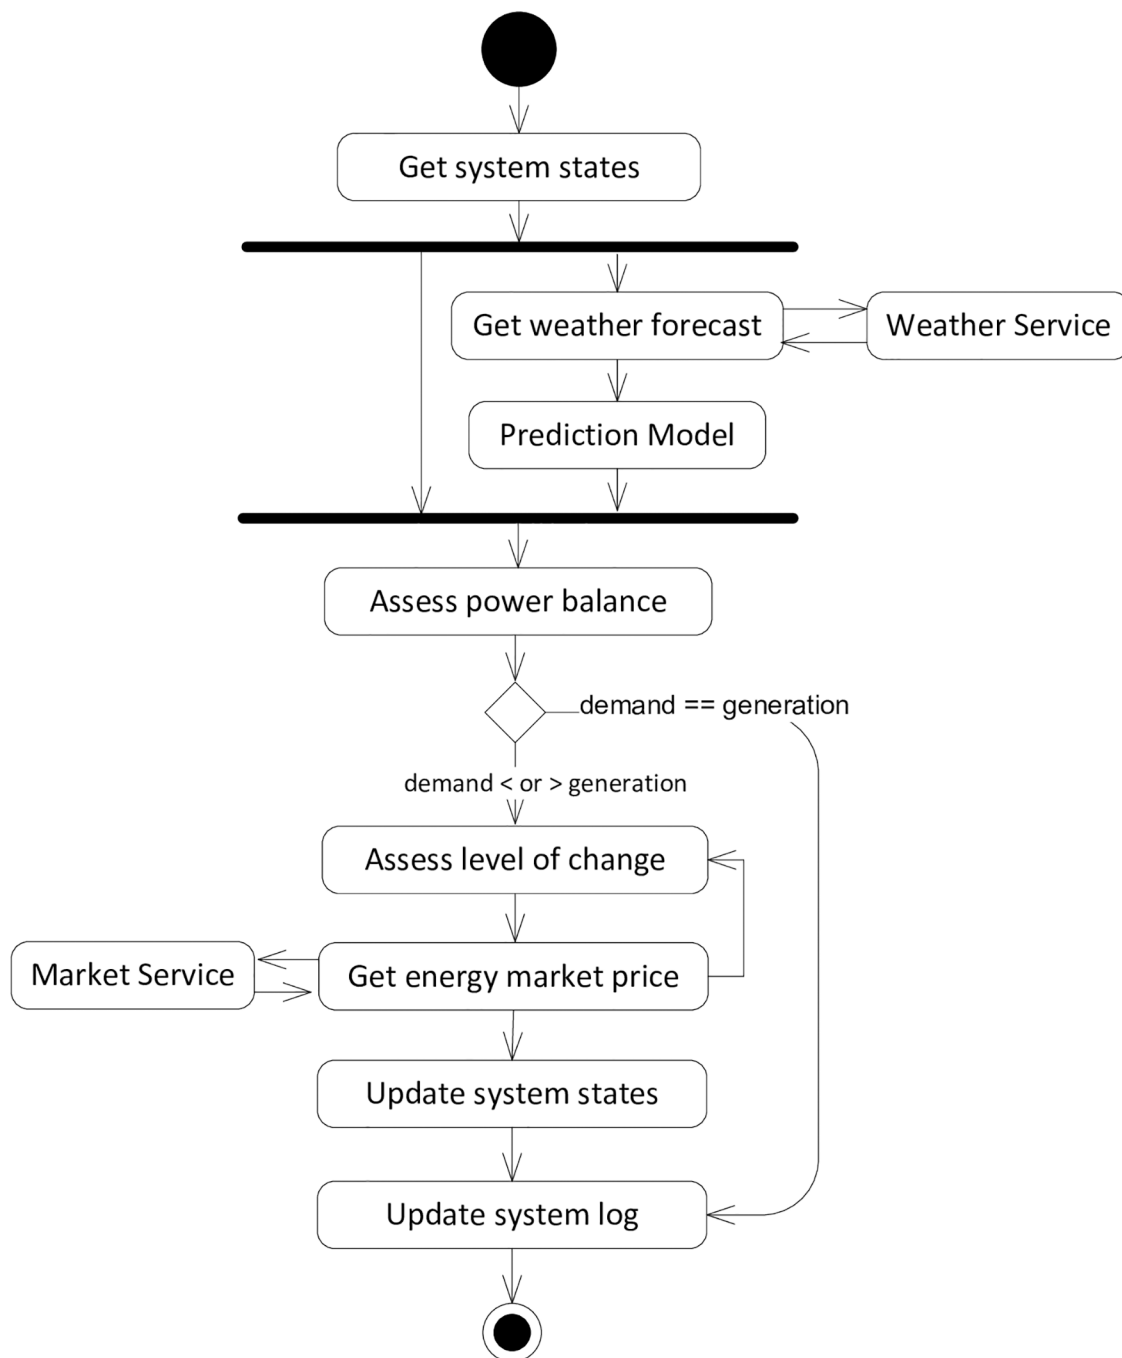 Get system states
Get weather forecast
Weather Service
Prediction Model
Assess power balance
demand == generation
demand < or > generation
Assess level of change
Market Service
Get energy market price
Update system states
Update system log